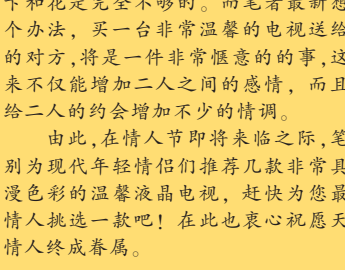 卡和花是完全不够的。而笔者最新想
个办法，买一台非常温馨的电视送给
的对方,将是一件非常惬意的的事,这
来不仅能增加二人之间的感情，而且
给二人的约会增加不少的情调。
由此,在情人节即将来临之际,笔
别为现代年轻情侣们推荐几款非常具
漫色彩的温馨液晶电视，赶快为您最
情人挑选一款吧！在此也衷心祝愿天
情人终成眷属。